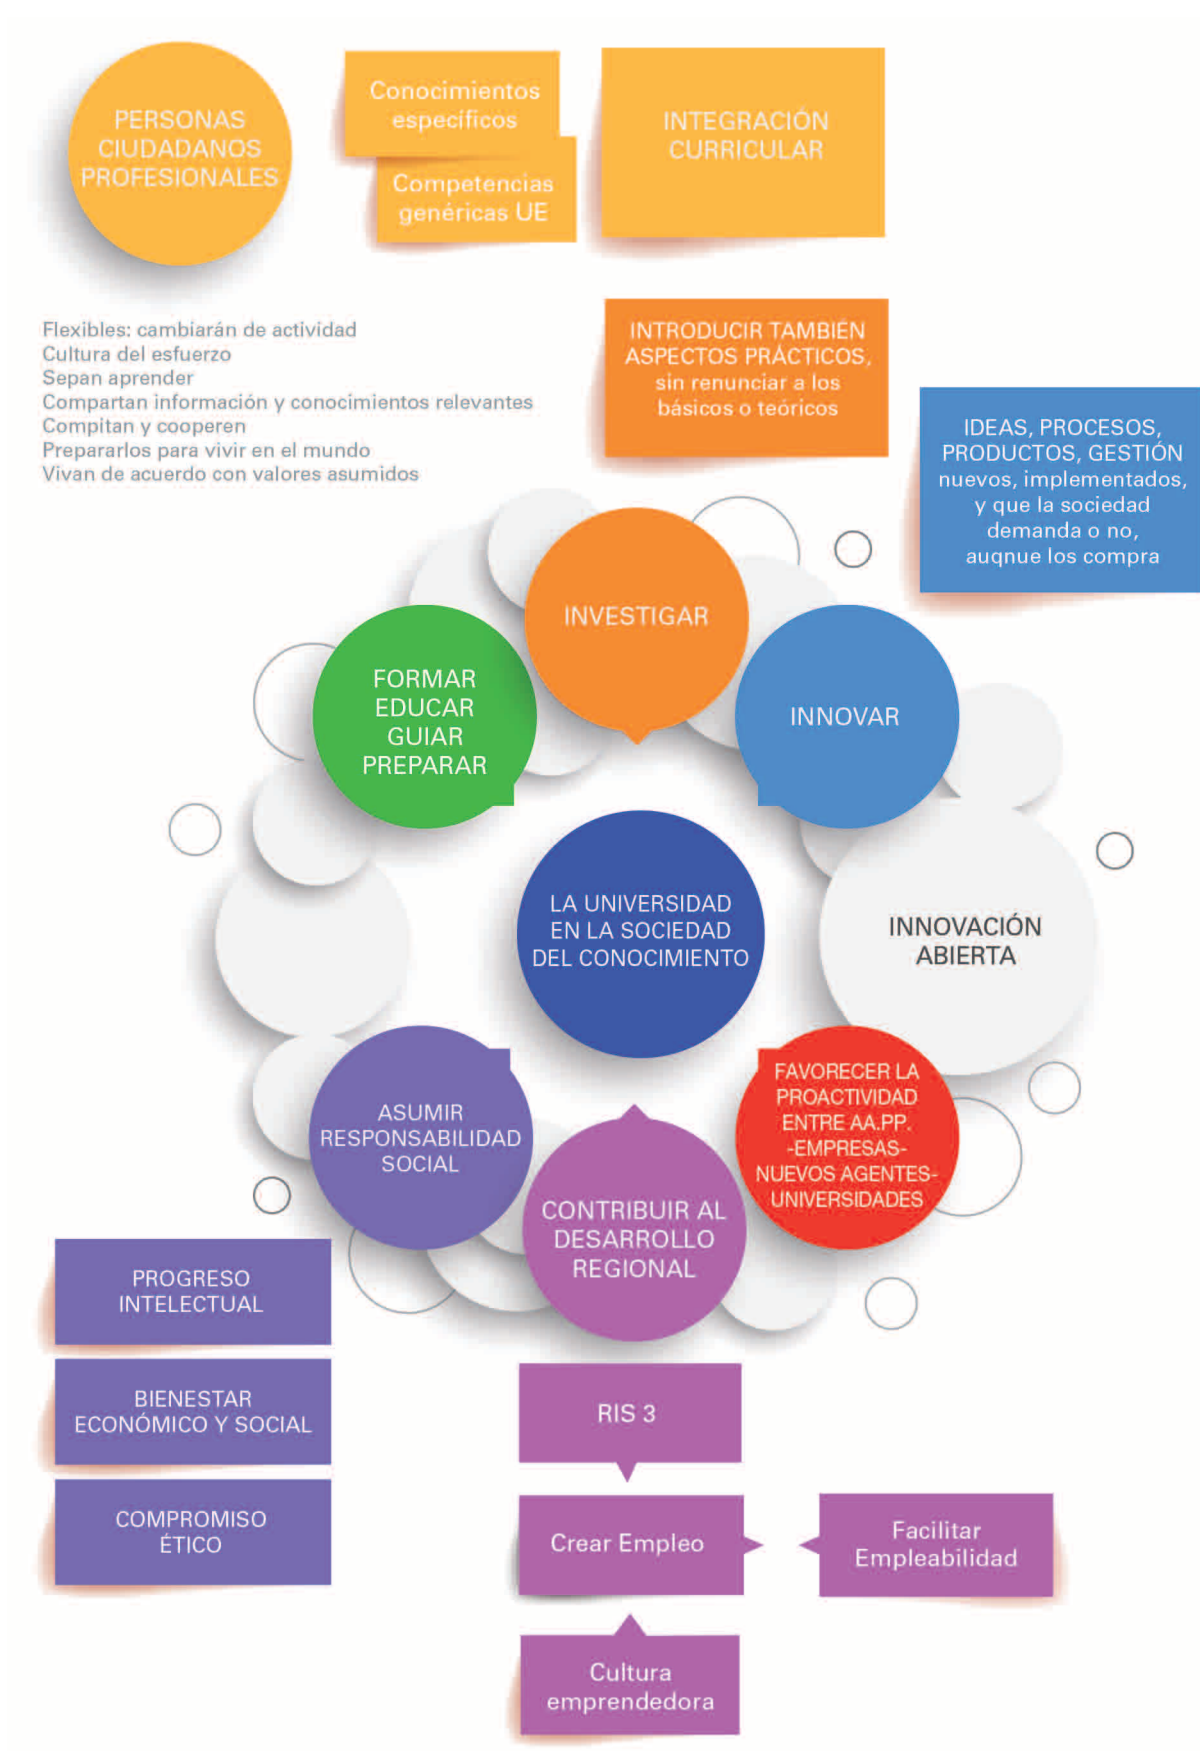 PERSONAS
CIUDADANOS
PROFESIONALES
Conocimientos
específicos
Competencias
genéricas UE
INTEGRACIÓN
CURRICULAR
Flexibles: cambiarán de actividad
Cultura del esfuerzo
Sepan aprender
Compartan información y conocimientos relevantes
Compitan y cooperen
Prepararlos para vivir en el mundo
Vivan de acuerdo con valores asumidos
INTRODUCIR TAMBIÉN
ASPECTOS PRÁCTICOS,
sin renunciar a los
básicos o teóricos
IDEAS, PROCESOS,
PRODUCTOS, GESTIÓN
nuevos, implementados,
y que la sociedad
demanda o no,
auqnue los compra
INVESTIGAR
FORMAR
EDUCAR
GUIAR
PREPARAR
INNOVAR
LA UNIVERSIDAD
EN LA SOCIEDAD
DEL CONOCIMIENTO
INNOVACIÓN
ABIERTA
FAVORECER LA
PROACTIVIDAD
ENTRE AA.PP.
-EMPRESAS-
NUEVOS AGENTES-
UNIVERSIDADES
ASUMIR
RESPONSABILIDAD
SOCIAL
CONTRIBUIR AL
DESARROLLO
REGIONAL
PROGRESO
INTELECTUAL
BIENESTAR
ECONÓMICO Y SOCIAL
COMPROMISO
ÉTICO
RIS 3
Crear Empleo
Facilitar
Empleabilidad
Cultura
emprendedora